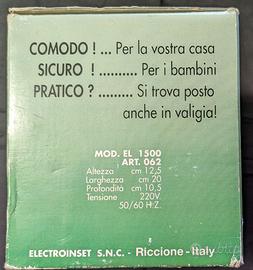 COMODO ! ... Per la vostra casa
SICURO ! .......... Per i bambini
PRATICO ? ......... Si trova posto
anche in valigia!
MOD. EL 1500
ART. 062
Altezza cm 12,5
Larghezza cm 20
Profondità cm 10.5
Tensione 220V.
50/60 H.Z.
ELECTROINSET S.N.C. - Riccione-Italy